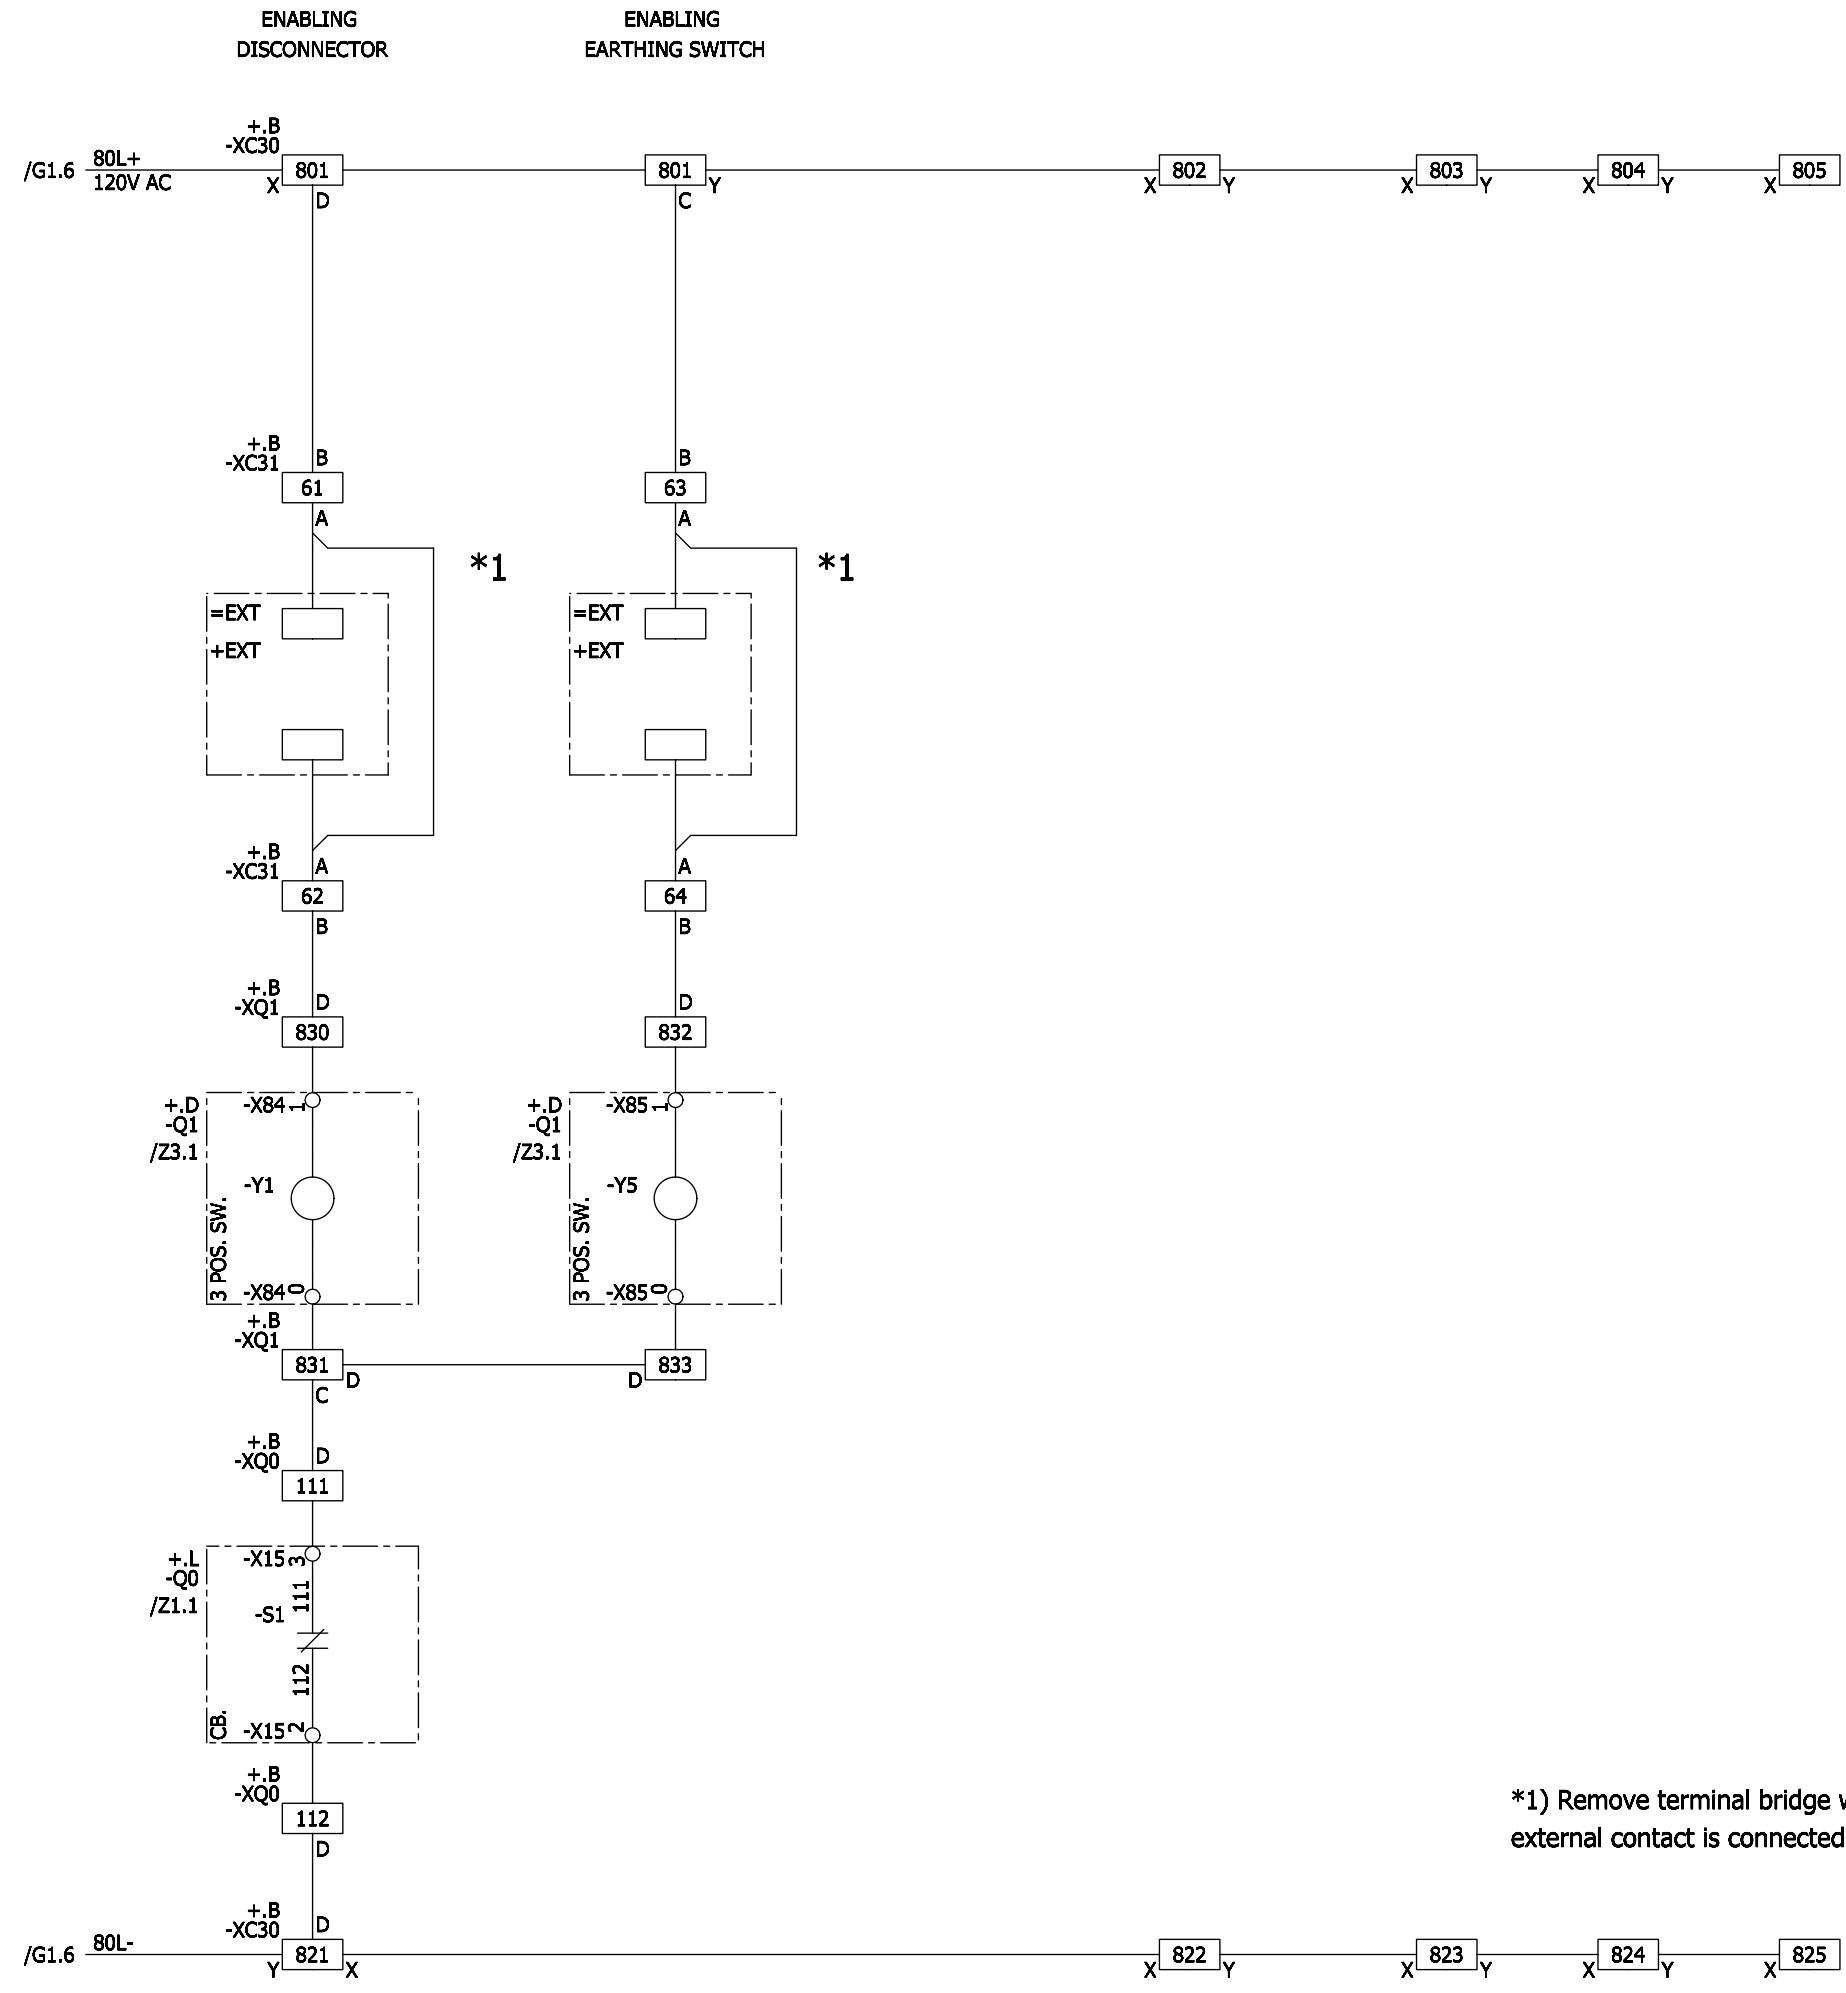 ENABLING
DISCONNECTOR
ENABLING
EARTHING SWITCH
+.B
-XC30
/G1.6
80L+
120V AC
X
801
D
801
Y
C
X
802
Y
X
803
Y
X
804
Y
X
805
+.B
-XC31
B
61
A
B
63
A
*1
*1
=EXT
+EXT
=EXT
+EXT
+.B
-XC31
A
62
B
A
64
B
+.B
-XQ1
D
830
D
832
+.D
-Q1
/Z3.1
-X84
1
-Y1
3 POS. SW.
-X84
0
+.D
-Q1
/Z3.1
-X85
1
-Y5
3 POS. SW.
-X85
0
+.B
-XQ1
831
D
C
D
833
+.B
-XQ0
D
111
+.L
-Q0
/Z1.1
-X15
3
111
-S1
112
CB.
-X15
2
+.B
-XQ0
112
D
*1) Remove terminal bridge
external contact is connected
+.B
-XC30
D
/G1.6
80L-
Y
821
X
X
822
Y
X
823
Y
X
824
Y
X
825